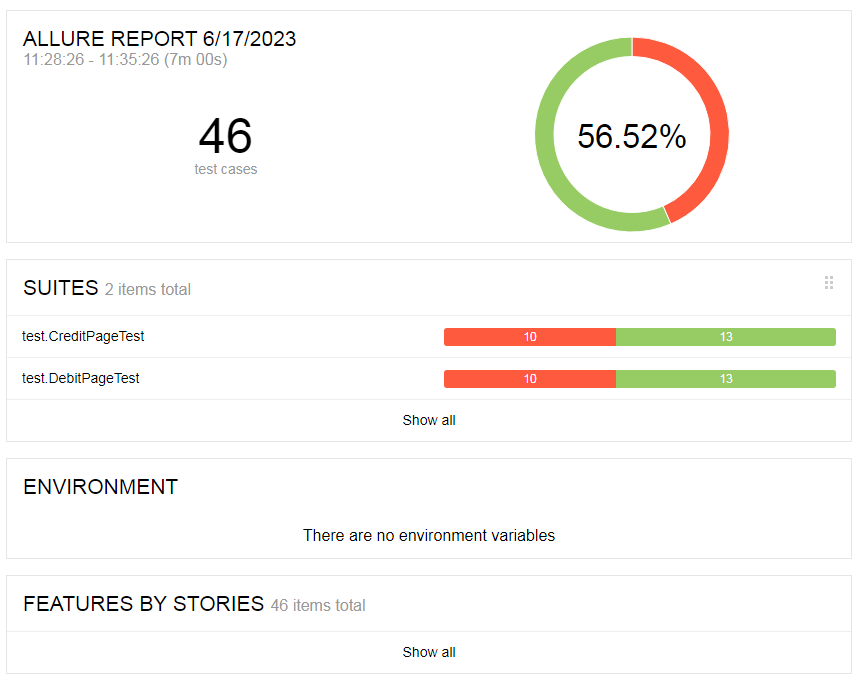 ALLURE REPORT 6/17/2023
11:28:26 - 11:35:26 (7m 00s)
46
test cases
56.52%
SUITES 2 items total
test.CreditPageTest 10 13
test.DebitPageTest 10 13
Show all
ENVIRONMENT
There are no environment variables
FEATURES BY STORIES 46 items total
Show all